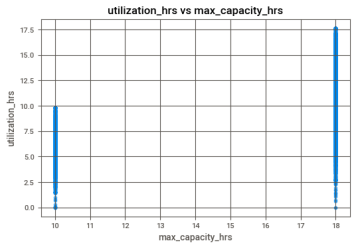 utilization_hrs vs max_capacity_hrs
utilization_hrs
17.5
15.0
12.5
10.0
7.5
5.0
2.5
0.0
10 11 12 13 14 15 16 17 18
max_capacity_hrs